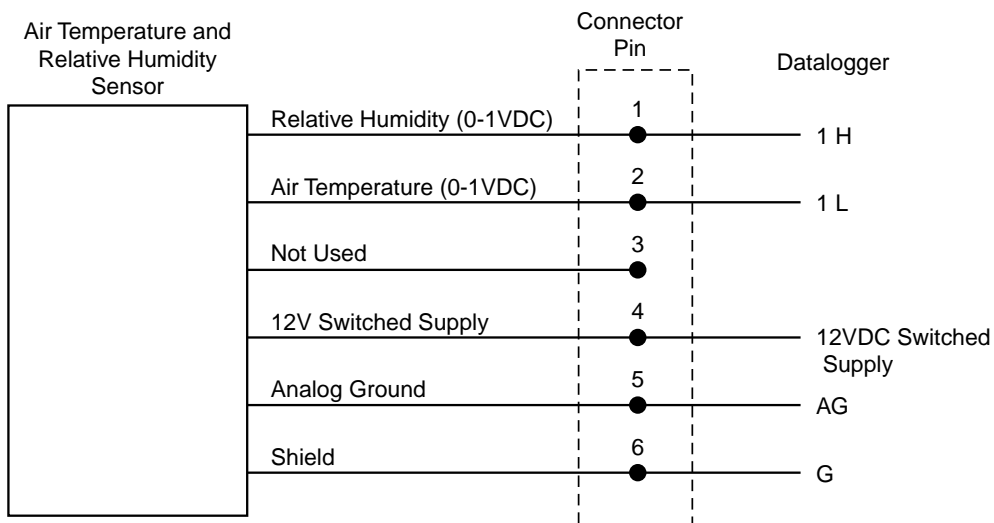 Air Temperature and
Relative Humidity
Sensor
Connector
Pin
Datalogger
Relative Humidity (0-1VDC)
1
1 H
Air Temperature (0-1VDC)
2
1 L
Not Used
3
12V Switched Supply
4
12VDC Switched
Supply
Analog Ground
5
AG
Shield
6
G